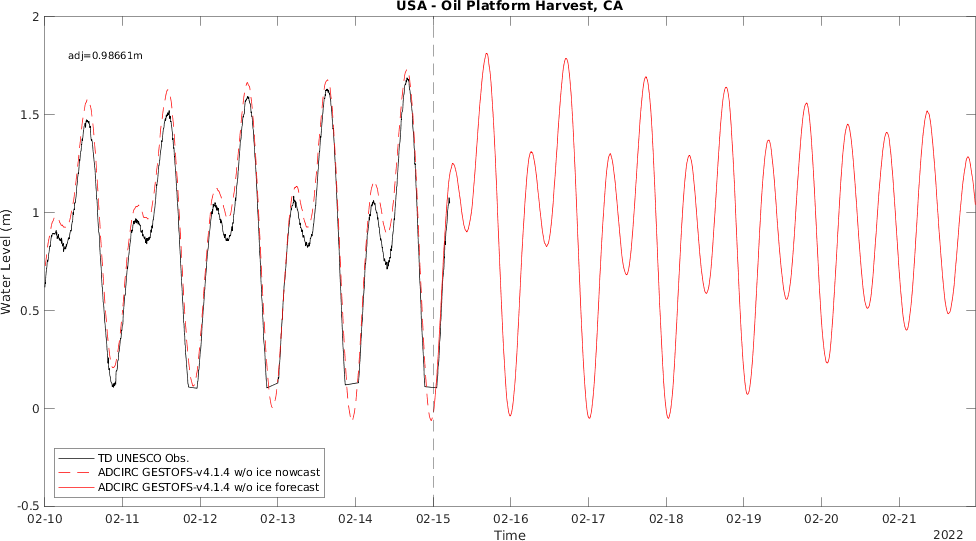 USA - Oil Platform Harvest, CA
2
adj=0.98661m
1.5
1
Water Level (m)
0.5
0
TD UNESCO Obs.
ADCIRC GESTOFS-v4.1.4 w/o ice nowcast
ADCIRC GESTOFS-v4.1.4 w/o ice forecast
-0.5
02-10 02-11 02-12 02-13 02-14 02-15 02-16 02-17 02-18 02-19 02-20 02-21
Time
2022